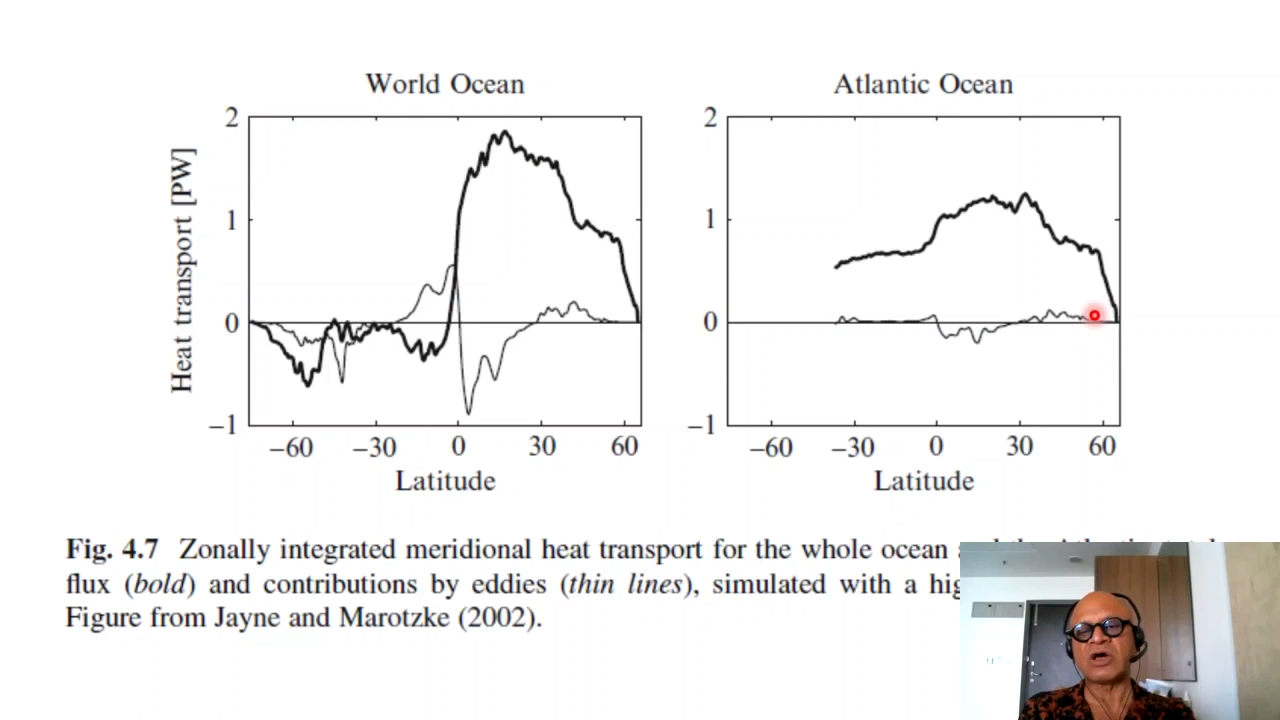 World Ocean
Atlantic Ocean
Heat transport [PW]
2
1
0
−1
−60 −30 0 30 60
Latitude
2
1
0
−1
−60 −30 0 30 60
Latitude
Fig. 4.7 Zonally integrated meridional heat transport for the whole ocean
flux (bold) and contributions by eddies (thin lines), simulated with a
Figure from Jayne and Marotzke (2002).